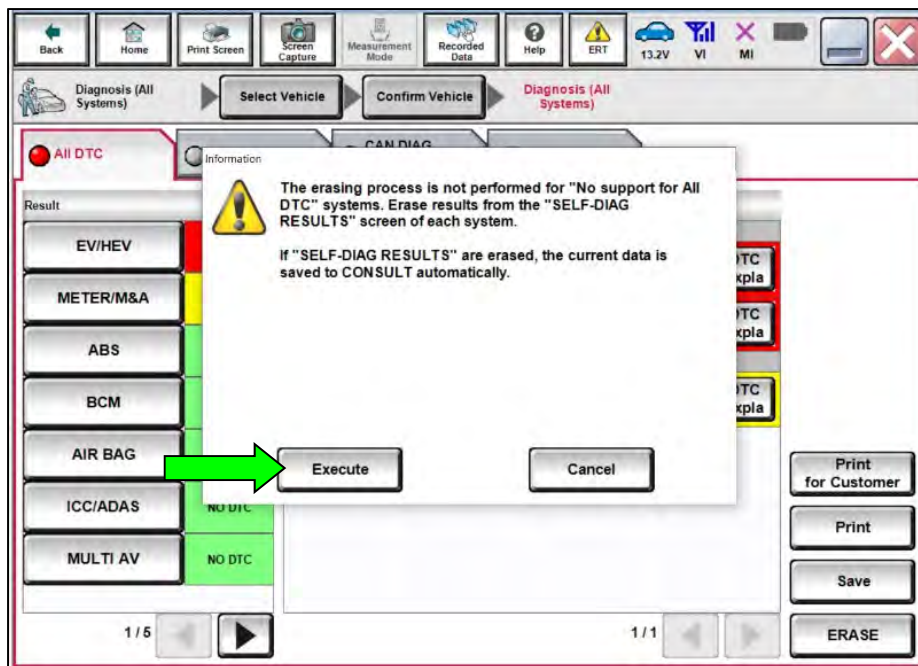 Back
Home
Print Screen
Screen
Capture
Measurement
Mode
Recorded
Data
Help
ERT
13.2V
VI
MI
Diagnosis (All
Systems)
Select Vehicle
Confirm Vehicle
Diagnosis (All
Systems)
All DTC
CAN DIAG
Information
The erasing process is not performed for "No support for All
DTC" systems. Erase results from the "SELF-DIAG
RESULTS" screen of each system.
If "SELF-DIAG RESULTS" are erased, the current data is
saved to CONSULT automatically.
Execute
Cancel
Result
EV/HEV
METER/M&A
ABS
BCM
AIR BAG
ICC/ADAS
NO DTC
MULTI AV
NO DTC
1/5
1/1
Print
for Customer
Print
Save
ERASE